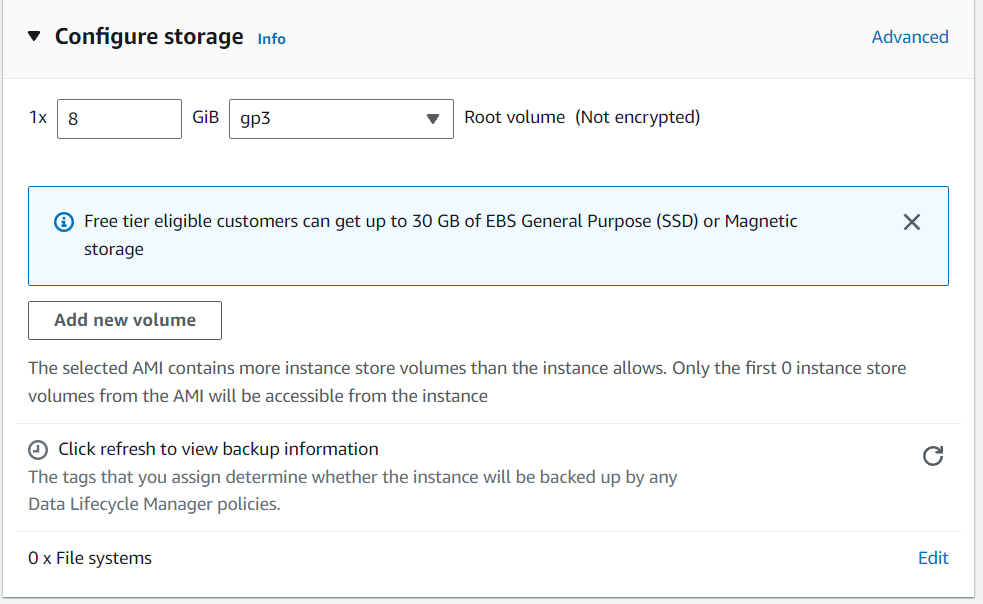 Configure storage Info Advanced
1x 8 GiB gp3 Root volume (Not encrypted)
Free tier eligible customers can get up to 30 GB of EBS General Purpose (SSD) or Magnetic
storage
Add new volume
The selected AMI contains more instance store volumes than the instance allows. Only the first 0 instance store
volumes from the AMI will be accessible from the instance
Click refresh to view backup information
The tags that you assign determine whether the instance will be backed up by any
Data Lifecycle Manager policies.
0 x File systems Edit